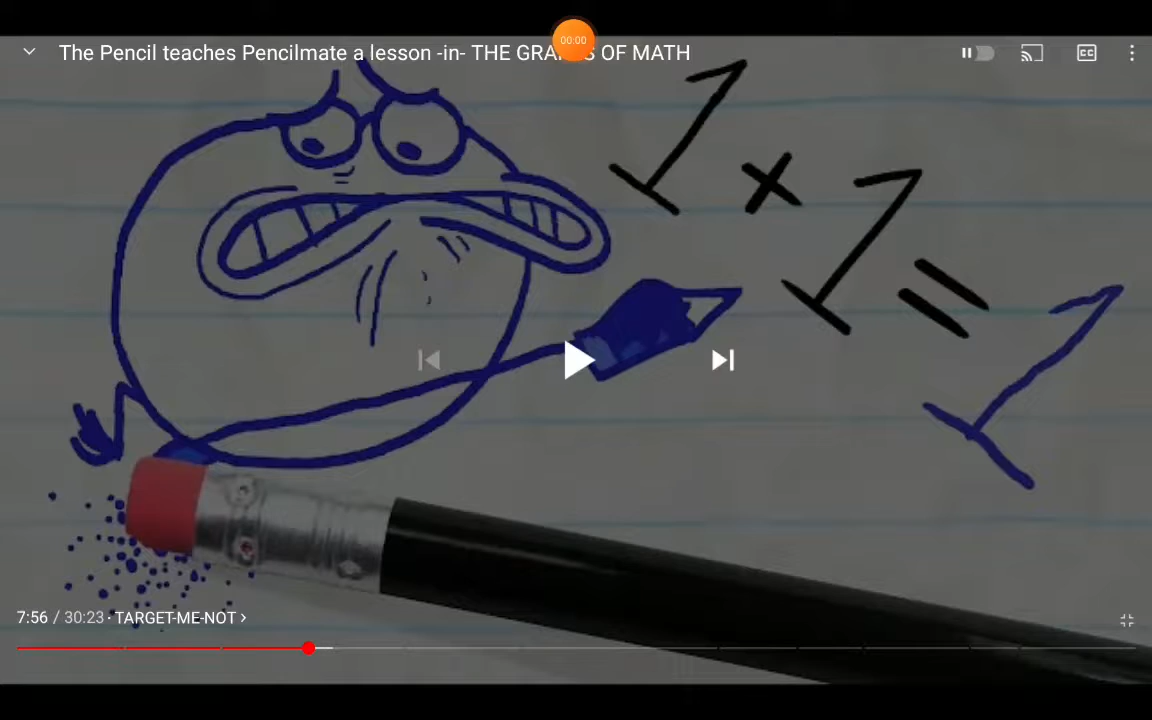 The Pencil teaches Pencilmate a lesson -in- THE GRA S OF MATH
00:00
CC
1 x 1 = 1
7:56 / 30:23 · TARGET-ME-NOT >